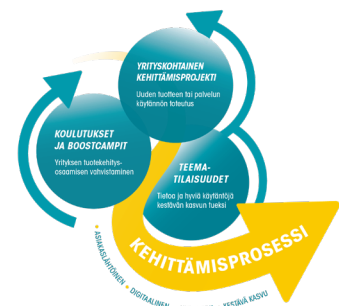 YRITYSKOHTAINEN
KEHITTÄMISPROJEKTI
Uuden tuotteen tai palvelun
käytännön toteutus
KOULUTUKSET
JA BOOSTCAMPIT
Yrityksen tuotekehitys-
osaamisen vahvistaminen
TEEMA-
TILAISUUDET
Tietoa ja hyviä käytäntöjä
kestävän kasvun tueksi
KEHITTÄMISPROSESSI
• ASIAKASLÄHTÖINEN • DIGITAALINEN
KESTÄVÄ KASVU